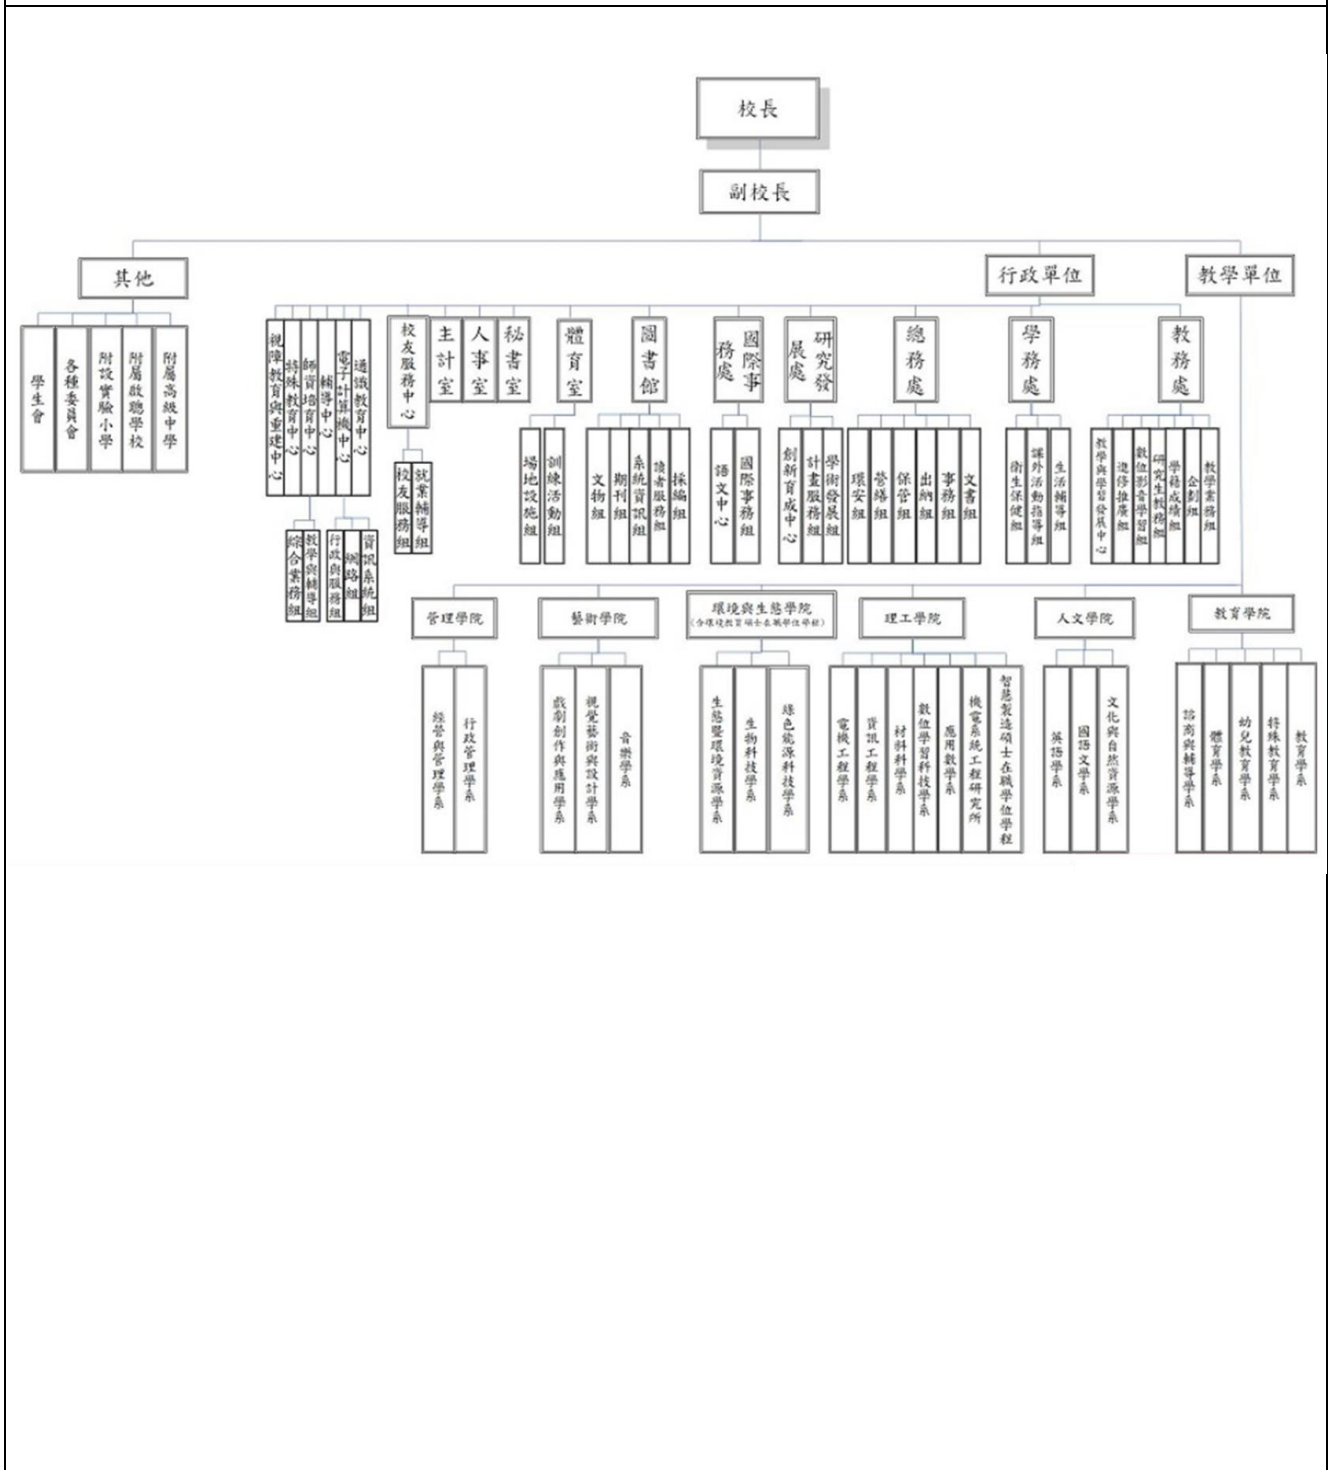 校長
副校長
其他
行政單位
教學單位
學生會
各種委員會
附設實驗小學
附屬啟聰學校
附屬高級中學
視障教育與重建中心
特殊教育中心
師資培育中心
輔導中心
電子計算機中心
通識教育中心
校友服務中心
主計室
人事室
秘書室
體育室
圖書館
國際事務處
研究發展處
總務處
學務處
教務處
綜合業務組
教學與輔導組
行政與服務組
網路組
資訊系統組
校友服務組
就業輔導組
場地設施組
訓練活動組
文物組
期刊組
系統資訊組
讀者服務組
採編組
語文中心
國際事務組
創新育成中心
計畫服務組
學術發展組
環安組
營繕組
保管組
出納組
事務組
文書組
衛生保健組
課外活動指導組
生活輔導組
教學與學習發展中心
進修推廣組
數位影音學習組
研究生教務組
學籍成績組
企劃組
教學業務組
管理學院
藝術學院
環境與生態學院
(含環境教育碩士在職學位學程)
理工學院
人文學院
教育學院
經營與管理學系
行政管理學系
戲劇創作與應用學系
視覺藝術與設計學系
音樂學系
生態暨環境資源學系
生物科技學系
綠色能源科技學系
電機工程學系
資訊工程學系
材料科學系
數位學習科技學系
應用數學系
機電系統工程研究所
智慧製造碩士在職學位學程
英語學系
國語文學系
文化與自然資源學系
諮商與輔導學系
體育學系
幼兒教育學系
特殊教育學系
教育學系